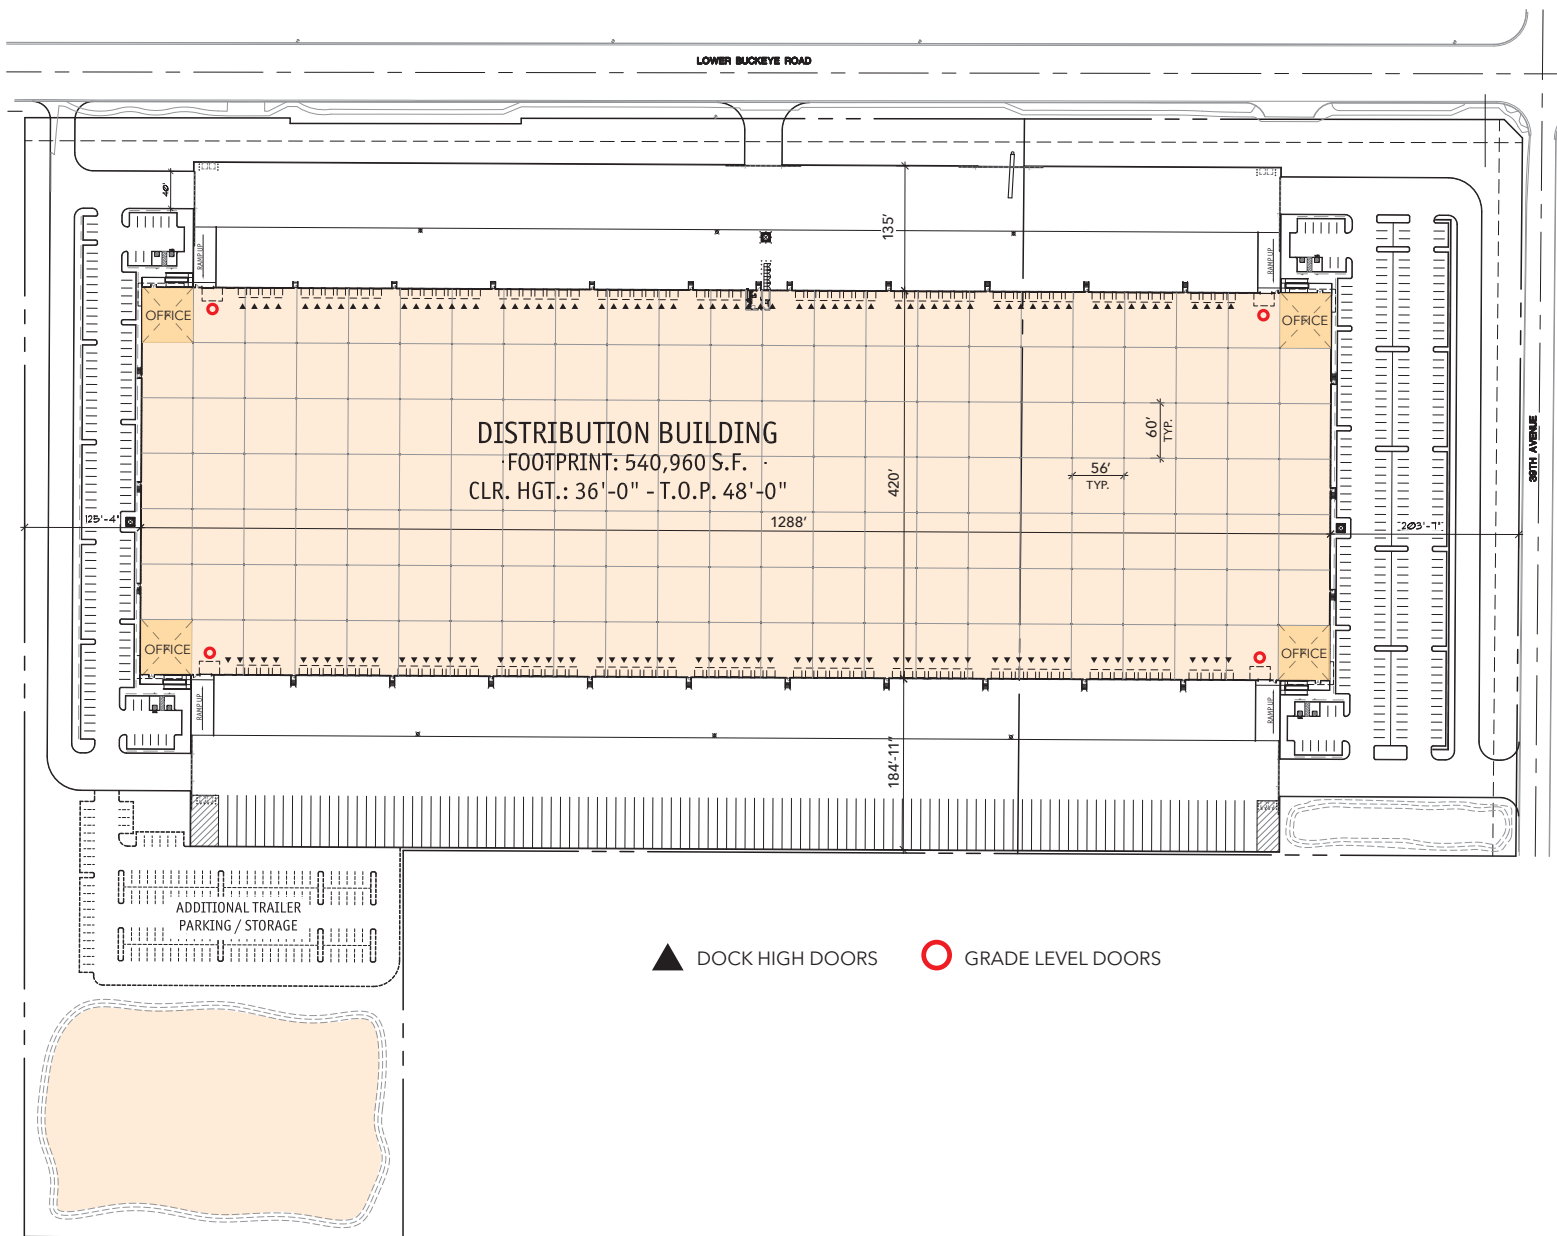 LOWER BUCKEYE ROAD
40'
135'
RAMP UP
RAMP UP
OFFICE
OFFICE
DISTRIBUTION BUILDING
FOOTPRINT: 540,960 S.F.
CLR. HGT.: 36'-0" - T.O.P. 48'-0"
60'
TYP.
56'
TYP.
420'
39TH AVENUE
125'-4"
1288'
203'-7"
OFFICE
OFFICE
RAMP UP
RAMP UP
184'-11"
ADDITIONAL TRAILER
PARKING / STORAGE
DOCK HIGH DOORS
GRADE LEVEL DOORS